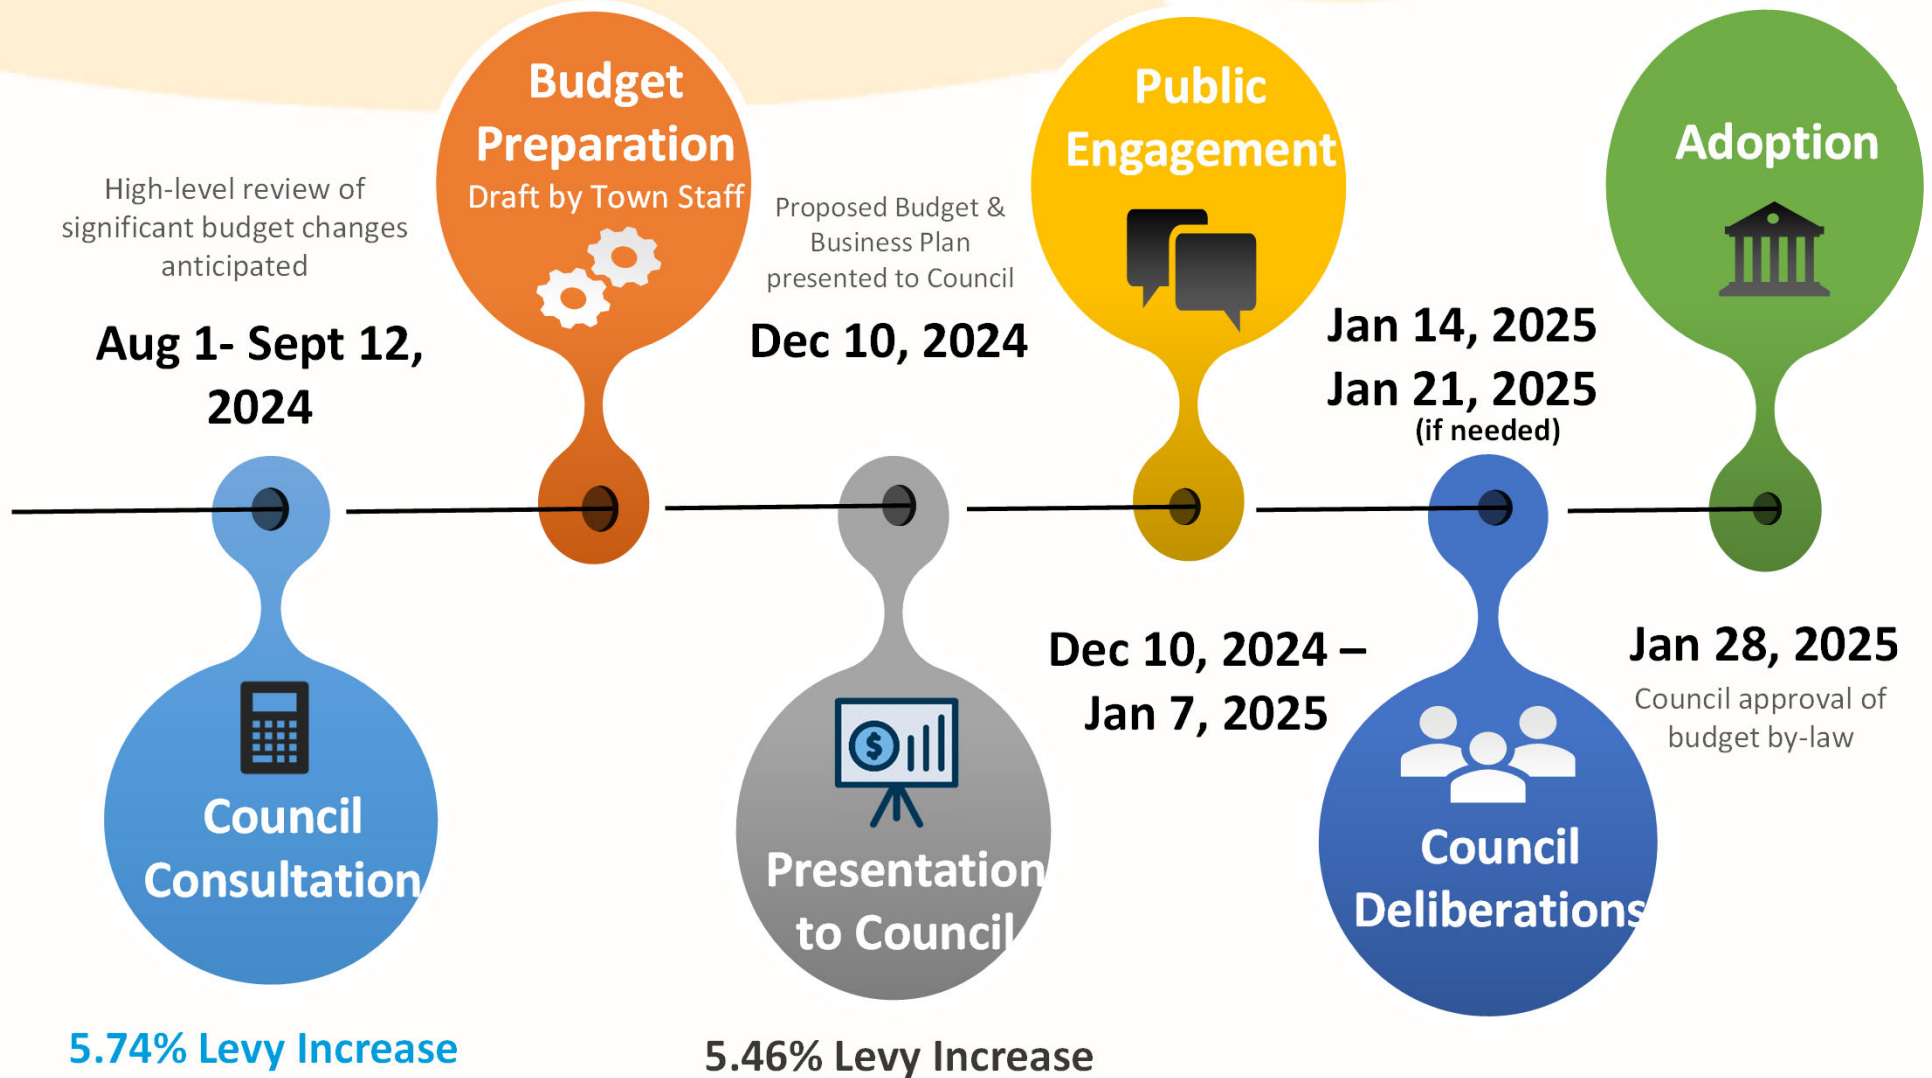 High-level review of
significant budget changes
anticipated
Aug 1- Sept 12,
2024
Council
Consultation
5.74% Levy Increase
Budget
Preparation
Draft by Town Staff
Proposed Budget &
Business Plan
presented to Council
Dec 10, 2024
$
Presentation
to Council
5.46% Levy Increase
Public
Engagement
Dec 10, 2024 –
Jan 7, 2025
Jan 14, 2025
Jan 21, 2025
(if needed)
Council
Deliberations
Adoption
Jan 28, 2025
Council approval of
budget by-law